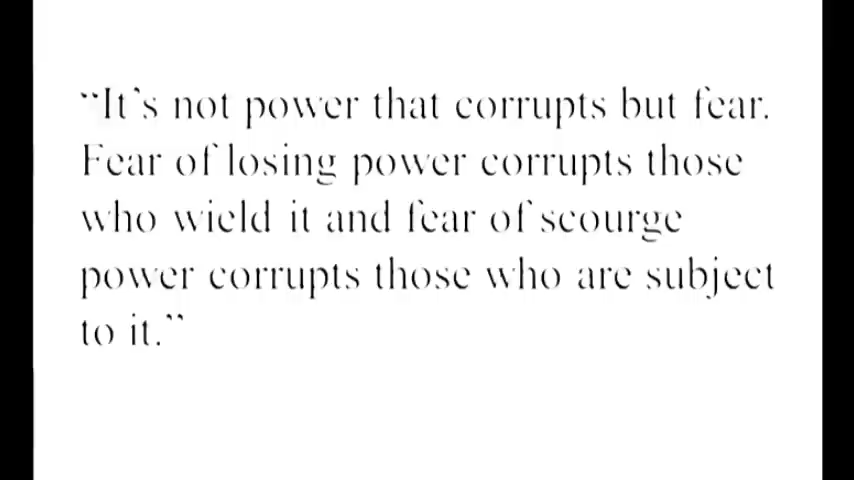 “It’s not power that corrupts but fear.
Fear of losing power corrupts those
who wield it and fear of scourge
power corrupts those who are subject
to it.”